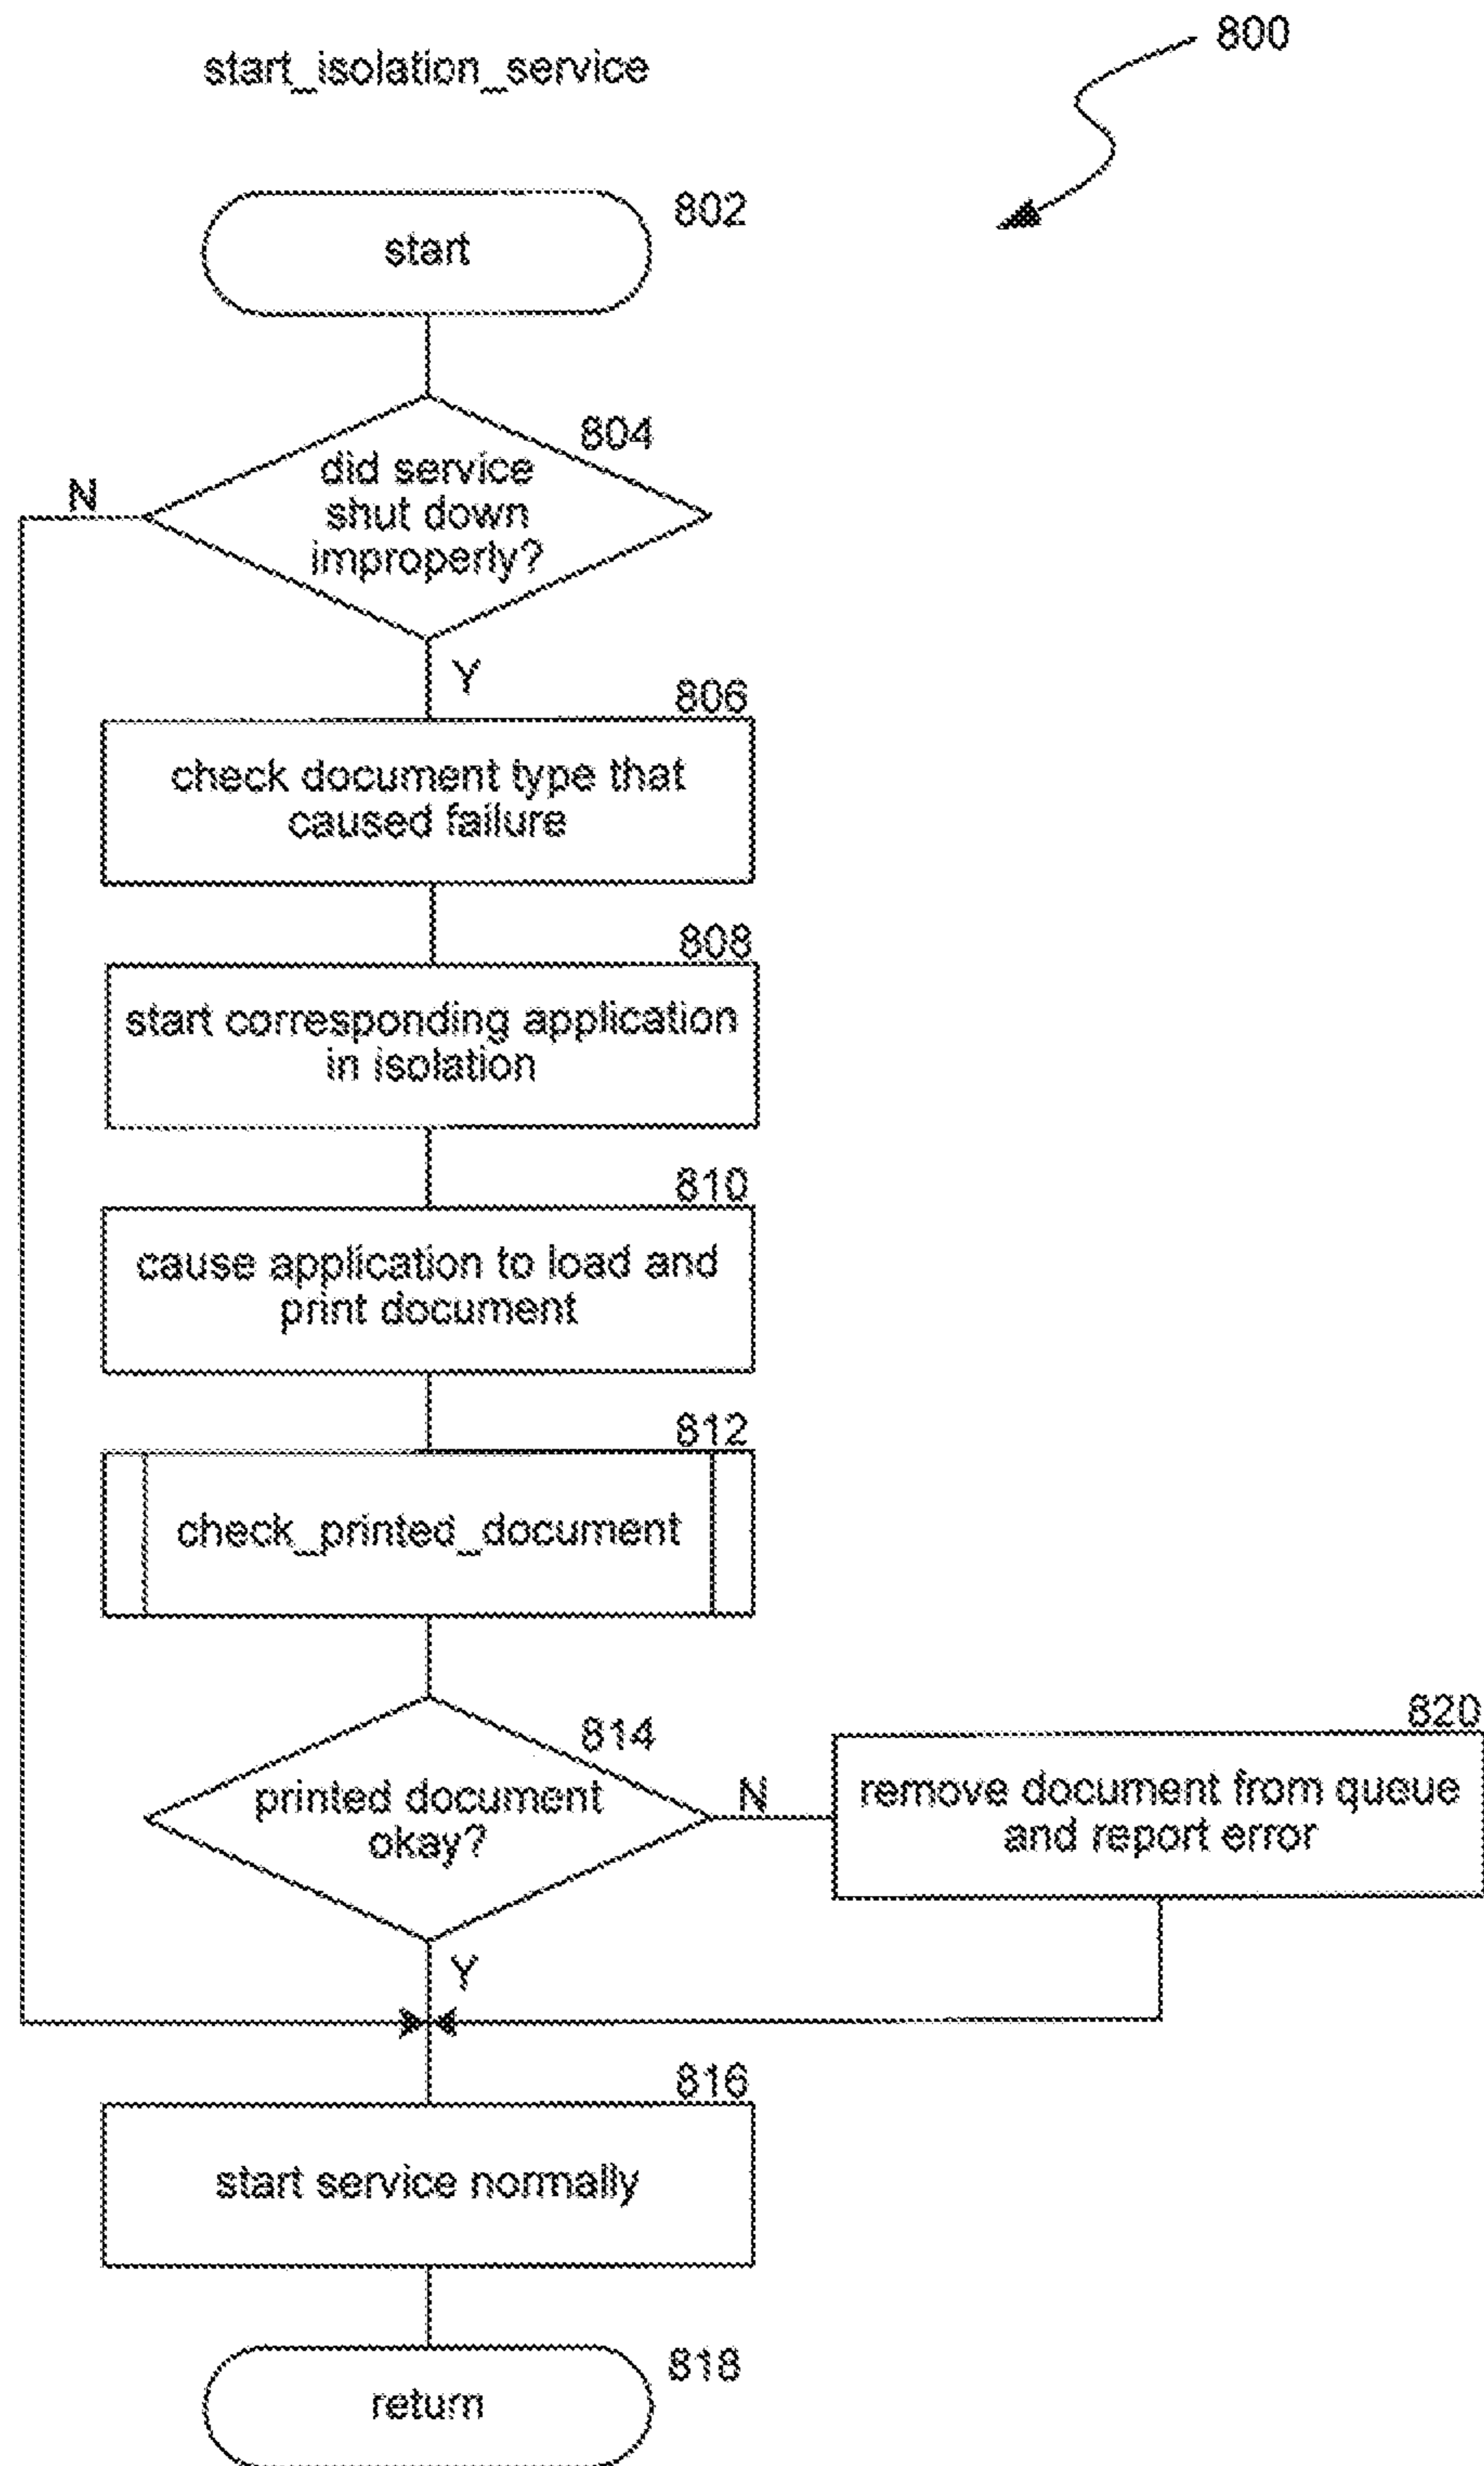 800
start_isolation_service
802
start
804
did service
shut down
improperly?
N
Y
806
check document type that
caused failure
808
start corresponding application
in isolation
810
cause application to load and
print document
812
check_printed_document
814
printed document
okay?
N
820
remove document from queue
and report error
Y
816
start service normally
818
return